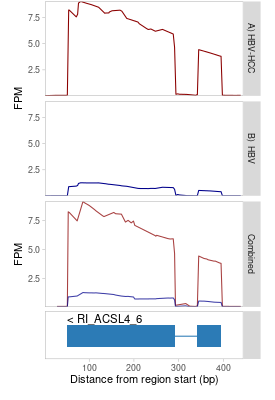 7.5
5.0
2.5
FPM
A) HBV-HCC
7.5
5.0
2.5
B) HBV
7.5
5.0
2.5
FPM
Combined
< RI_ACSL4_6
100 200 300 400
Distance from region start (bp)